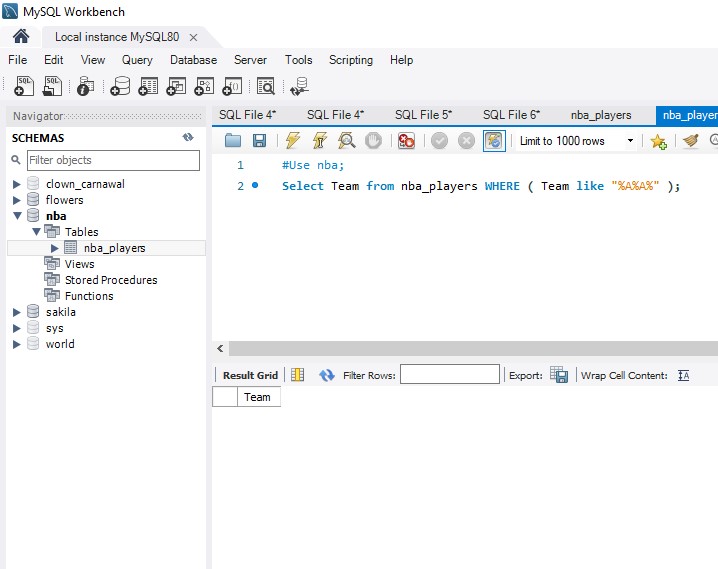 MySQL Workbench
Local instance MySQL80
File Edit View Query Database Server Tools Scripting Help
Navigator
SCHEMAS
Filter objects
clown_carnawal
flowers
nba
Tables
nba_players
Views
Stored Procedures
Functions
sakila
sys
world
SQL File 4* SQL File 4* SQL File 5* SQL File 6* nba_players nba_player
Limit to 1000 rows
1 #Use nba;
2 Select Team from nba_players WHERE ( Team like "%A%A%" );
Result Grid Filter Rows: Export: Wrap Cell Content:
Team